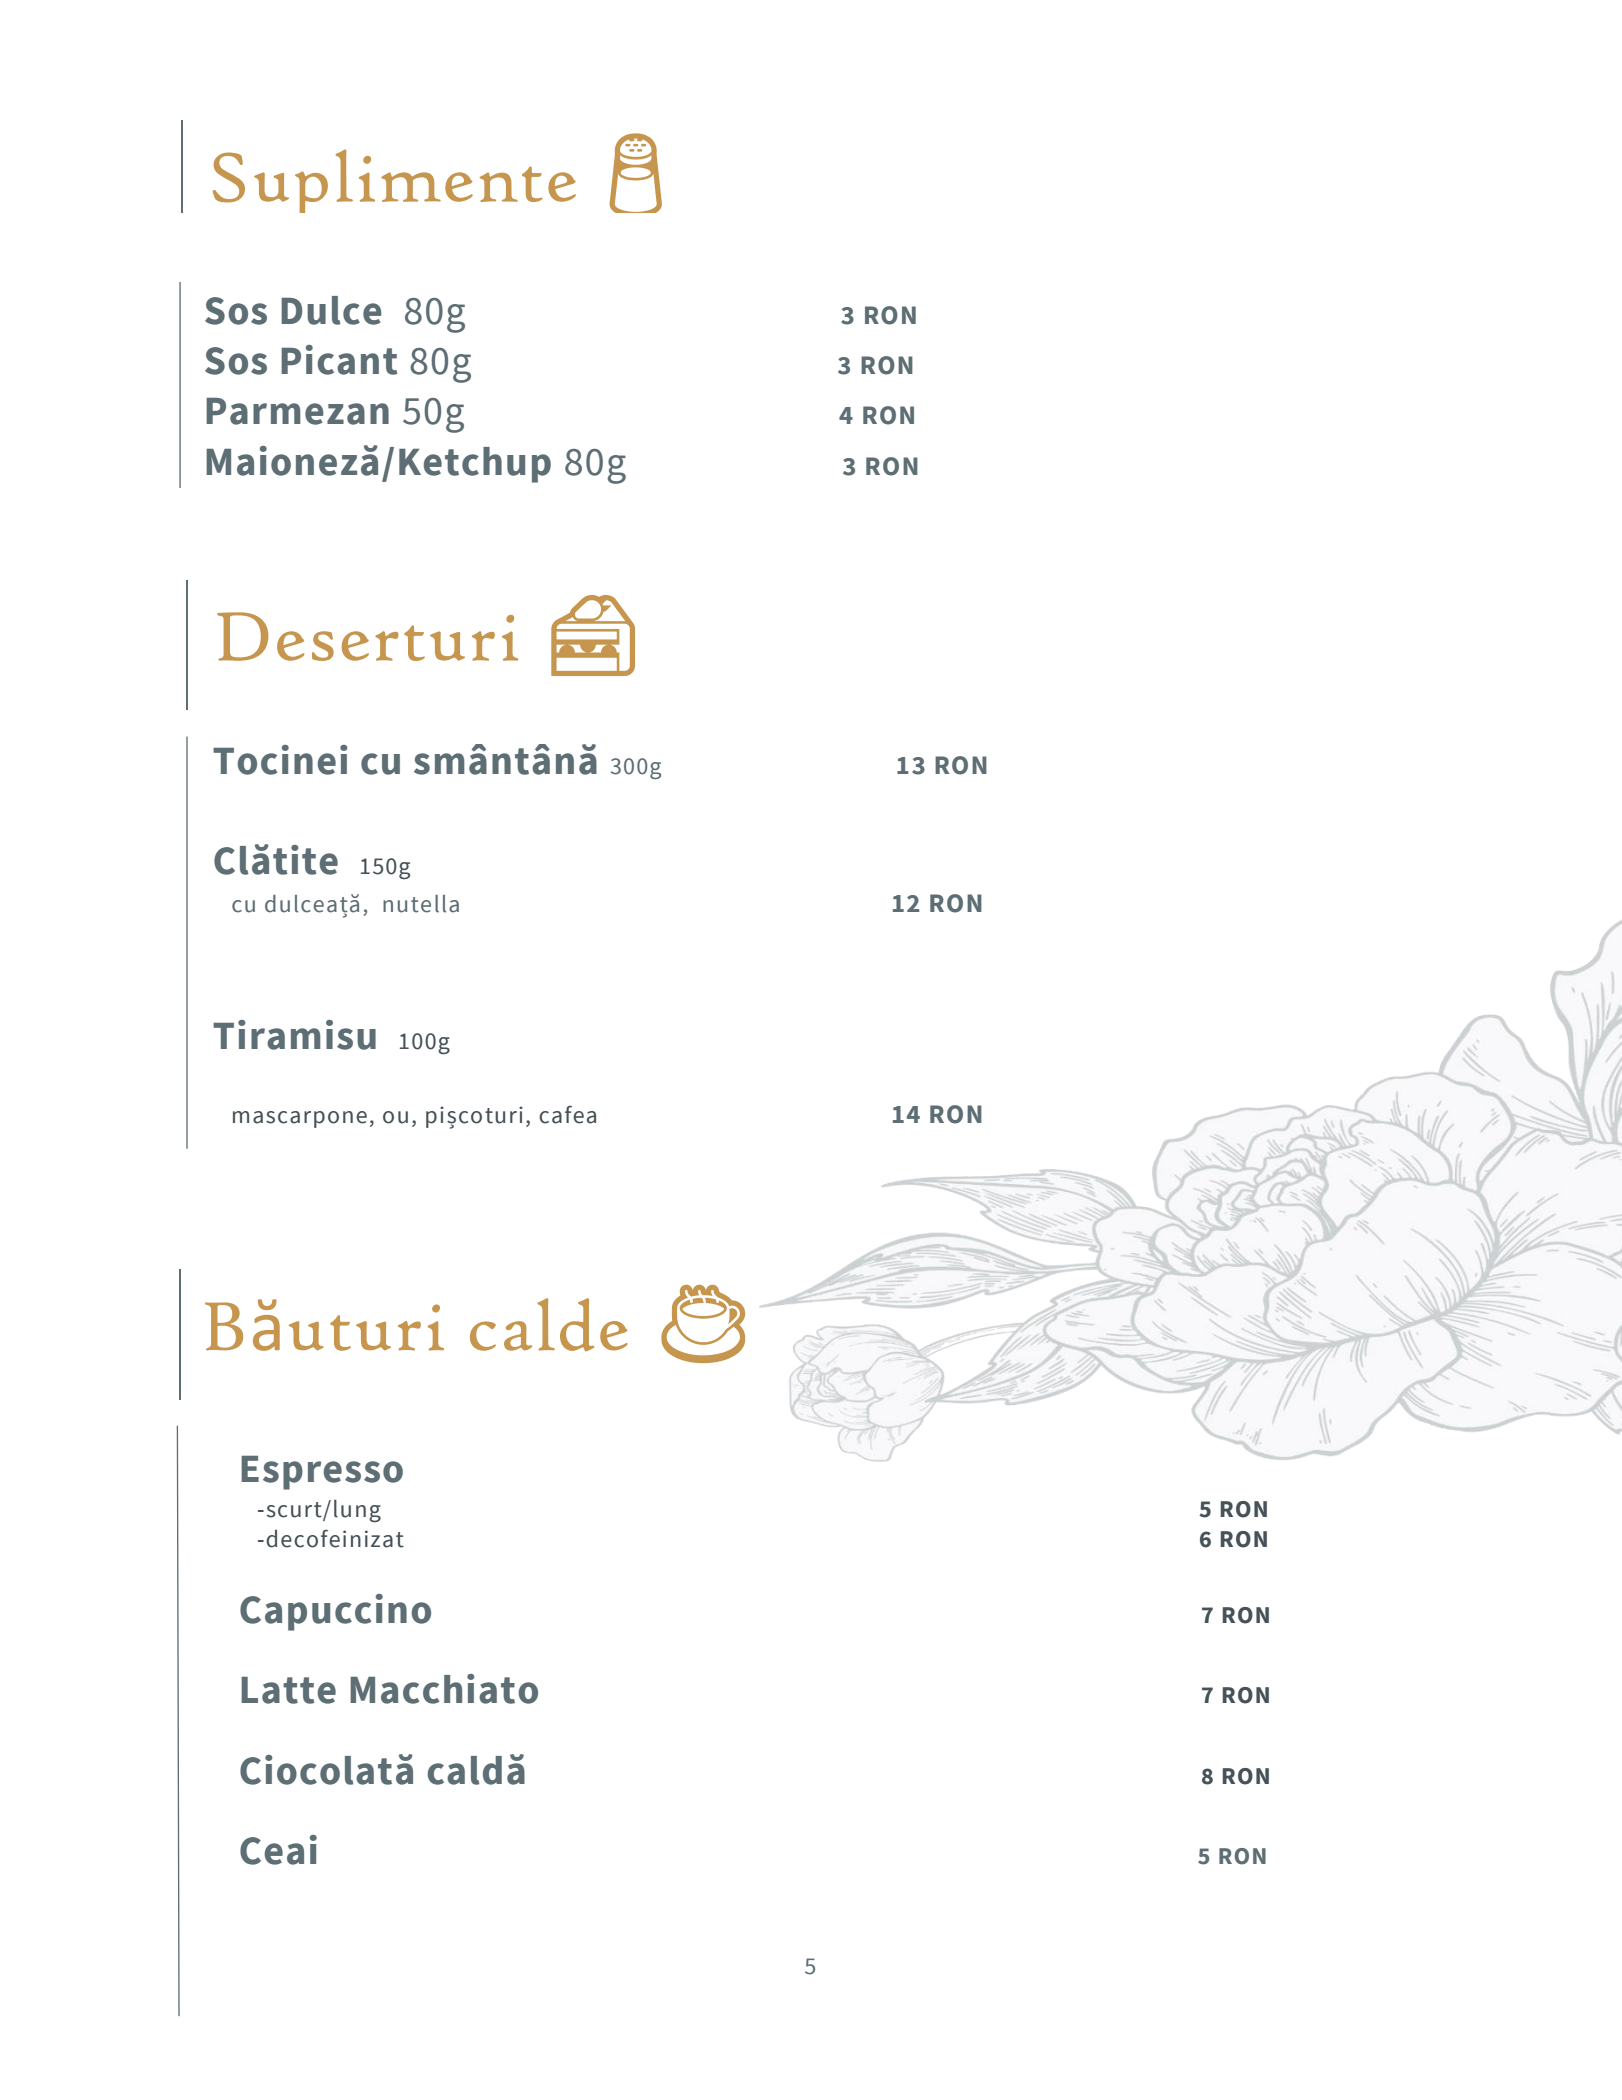 Suplimente
Sos Dulce 80g 3 RON
Sos Picant 80g 3 RON
Parmezan 50g 4 RON
Maioneză/Ketchup 80g 3 RON
Deserturi
Tocinei cu smântână 300g 13 RON
Clătite 150g
cu dulceață, nutella 12 RON
Tiramisu 100g
mascarpone, ou, pișcoturi, cafea 14 RON
Băuturi calde
Espresso
-scurt/lung 5 RON
-decofeinizat 6 RON
Capuccino 7 RON
Latte Macchiato 7 RON
Ciocolată caldă 8 RON
Ceai 5 RON
5